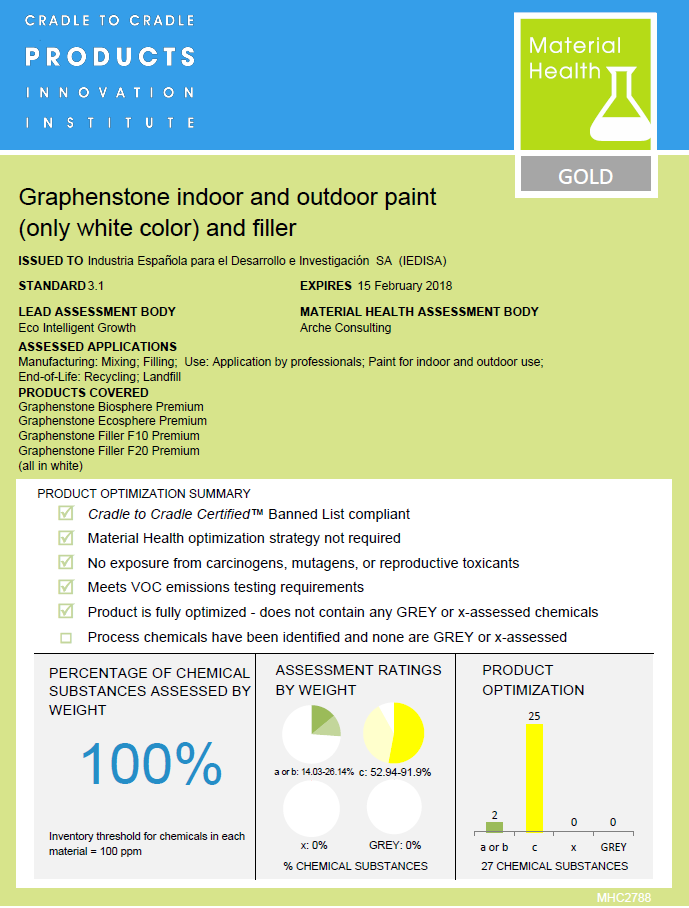 CRADLE TO CRADLE
PRODUCTS
INNOVATION
INSTITUTE
Material
Health
GOLD
Graphenstone indoor and outdoor paint
(only white color) and filler
ISSUED TO Industria Española para el Desarrollo e Investigación SA (IEDISA)
STANDARD 3.1
EXPIRES 15 February 2018
LEAD ASSESSMENT BODY
Eco Intelligent Growth
MATERIAL HEALTH ASSESSMENT BODY
Arche Consulting
ASSESSED APPLICATIONS
Manufacturing: Mixing; Filling; Use: Application by professionals; Paint for indoor and outdoor use;
End-of-Life: Recycling; Landfill
PRODUCTS COVERED
Graphenstone Biosphere Premium
Graphenstone Ecosphere Premium
Graphenstone Filler F10 Premium
Graphenstone Filler F20 Premium
(all in white)
PRODUCT OPTIMIZATION SUMMARY
Cradle to Cradle Certified™ Banned List compliant
Material Health optimization strategy not required
No exposure from carcinogens, mutagens, or reproductive toxicants
Meets VOC emissions testing requirements
Product is fully optimized - does not contain any GREY or x-assessed chemicals
Process chemicals have been identified and none are GREY or x-assessed
PERCENTAGE OF CHEMICAL
SUBSTANCES ASSESSED BY
WEIGHT
100%
Inventory threshold for chemicals in each
material = 100 ppm
ASSESSMENT RATINGS
BY WEIGHT
a or b: 14.03-26.14% c: 52.94-91.9%
x: 0% GREY: 0%
% CHEMICAL SUBSTANCES
PRODUCT
OPTIMIZATION
25
2
0
0
a or b c x GREY
27 CHEMICAL SUBSTANCES
MHC2788